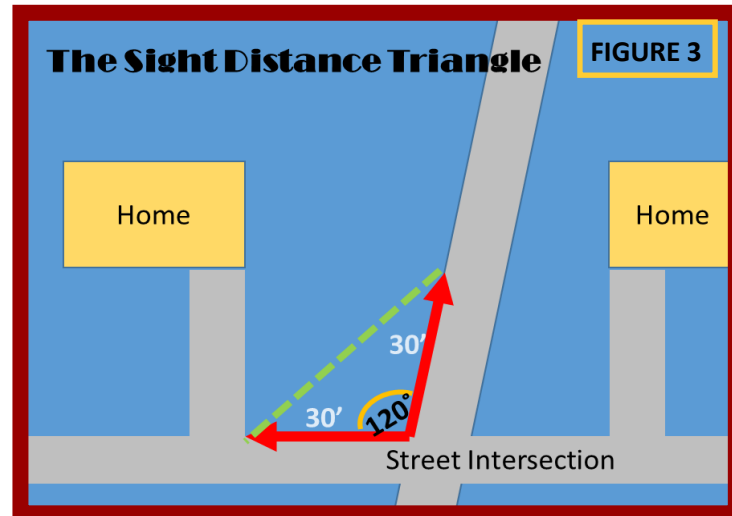 The Sight Distance Triangle
FIGURE 3
Home
Home
30’
30’
120°
Street Intersection